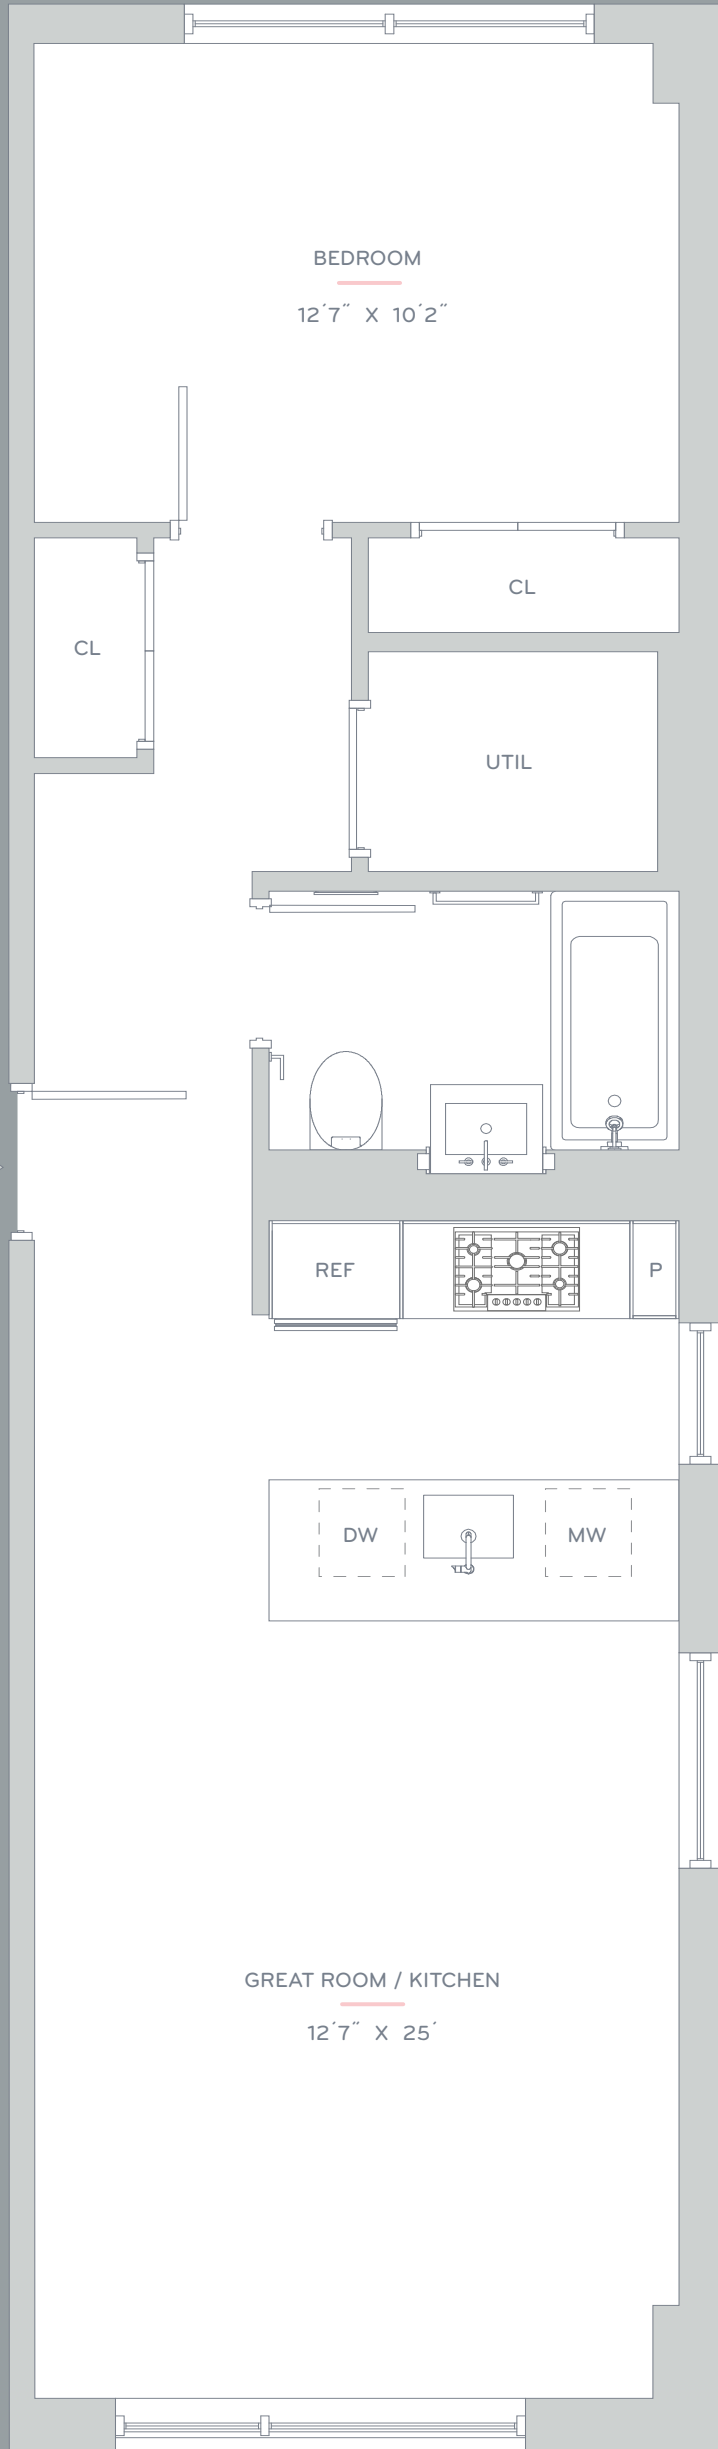 BEDROOM
12´7˝ X 10´2˝
CL
CL
UTIL
REF
P
DW
MW
GREAT ROOM / KITCHEN
12´7˝ X 25´